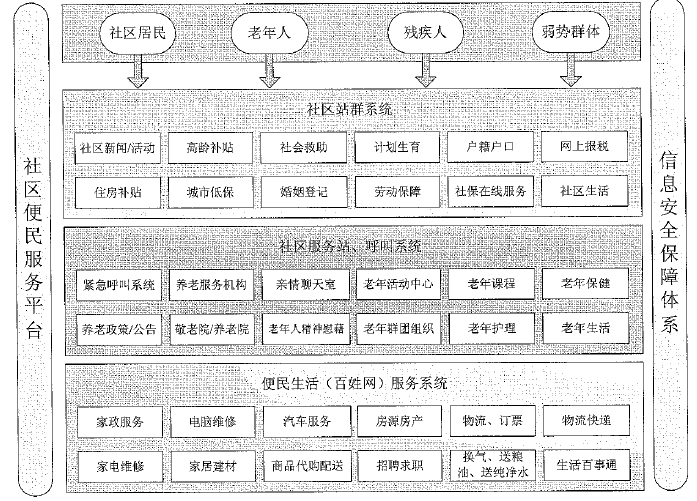 社区居民
老年人
残疾人
弱势群体
社区便民服务平台
信息安全保障体系
社区站群系统
社区新闻/活动
高龄补贴
社会救助
计划生育
户籍户口
网上报税
住房补贴
城市低保
婚姻登记
劳动保障
社保在线服务
社区生活
社区服务站、呼叫系统
紧急呼叫系统
养老服务机构
亲情聊天室
老年活动中心
老年课程
老年保健
养老政策/公告
敬老院/养老院
老年人精神慰藉
老年群团组织
老年护理
老年生活
便民生活（百姓网）服务系统
家政服务
电脑维修
汽车服务
房源房产
物流、订票
物流快递
家电维修
家居建材
商品代购配送
招聘求职
换气、送粮
油、送纯净水
生活百事通